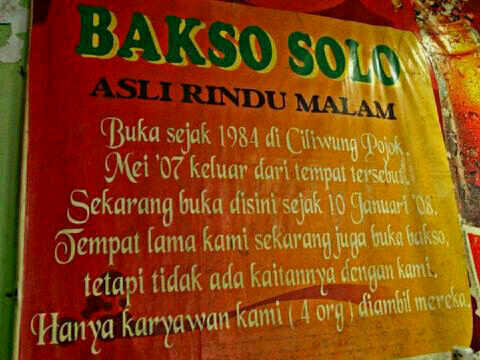 BAKSO SOLO
ASLI RINDU MALAM
Buka sejak 1984 di Ciliwung Pojok,
Mei '07 keluar dari tempat tersebut.
Sekarang buka disini sejak 10 Januari '08.
Tempat lama kami sekarang juga buka bakso,
tetapi tidak ada kaitannya dengan kami.
Hanya karyawan kami ( 4 org ) diambil mereka.